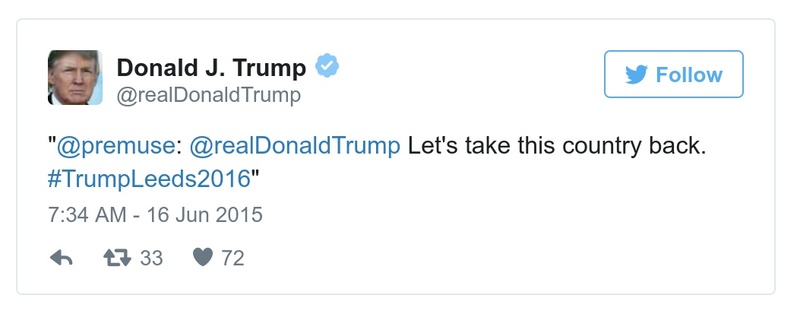 Donald J. Trump
@realDonaldTrump
Follow
"@premuse: @realDonaldTrump Let's take this country back.
#TrumpLeeds2016"
7:34 AM - 16 Jun 2015
33 72